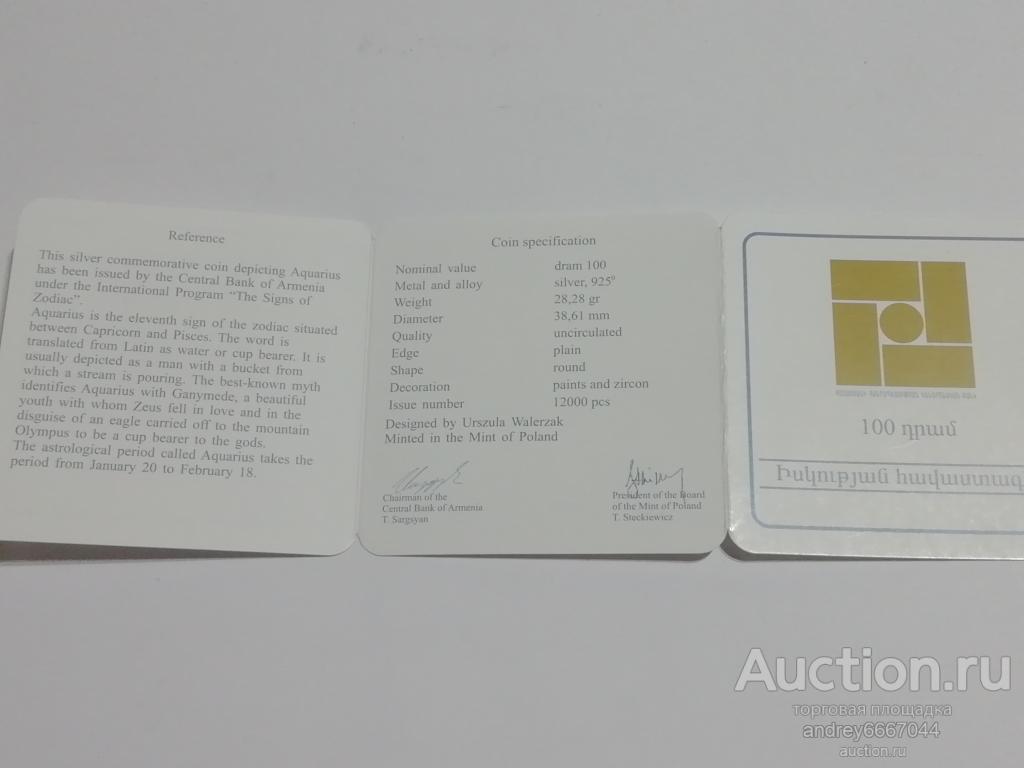 Reference
This silver commemorative coin depicting Aquarius
has been issued by the Central Bank of Armenia
under the International Program “The Signs of
Zodiac”.
Aquarius is the eleventh sign of the zodiac situated
between Capricorn and Pisces. The word is
translated from Latin as water or cup bearer. It is
usually depicted as a man with a bucket from
which a stream is pouring. The best-known myth
identifies Aquarius with Ganymede, a beautiful
youth with whom Zeus fell in love and in the
disguise of an eagle carried off to the mountain
Olympus to be a cup bearer to the gods.
The astrological period called Aquarius takes the
period from January 20 to February 18.
Coin specification
Nominal value dram 100
Metal and alloy silver, 925⁰
Weight 28,28 gr
Diameter 38,61 mm
Quality uncirculated
Edge plain
Shape round
Decoration paints and zircon
Issue number 12000 pcs
Designed by Urszula Walerzak
Minted in the Mint of Poland
Chairman of the
Central Bank of Armenia
T. Sargsyan
President of the Board
of the Mint of Poland
T. Steckiewicz
100 դրամ
Իսկության հավաստագ
Auction.ru
торговая площадка
andrey6667044
auction.ru